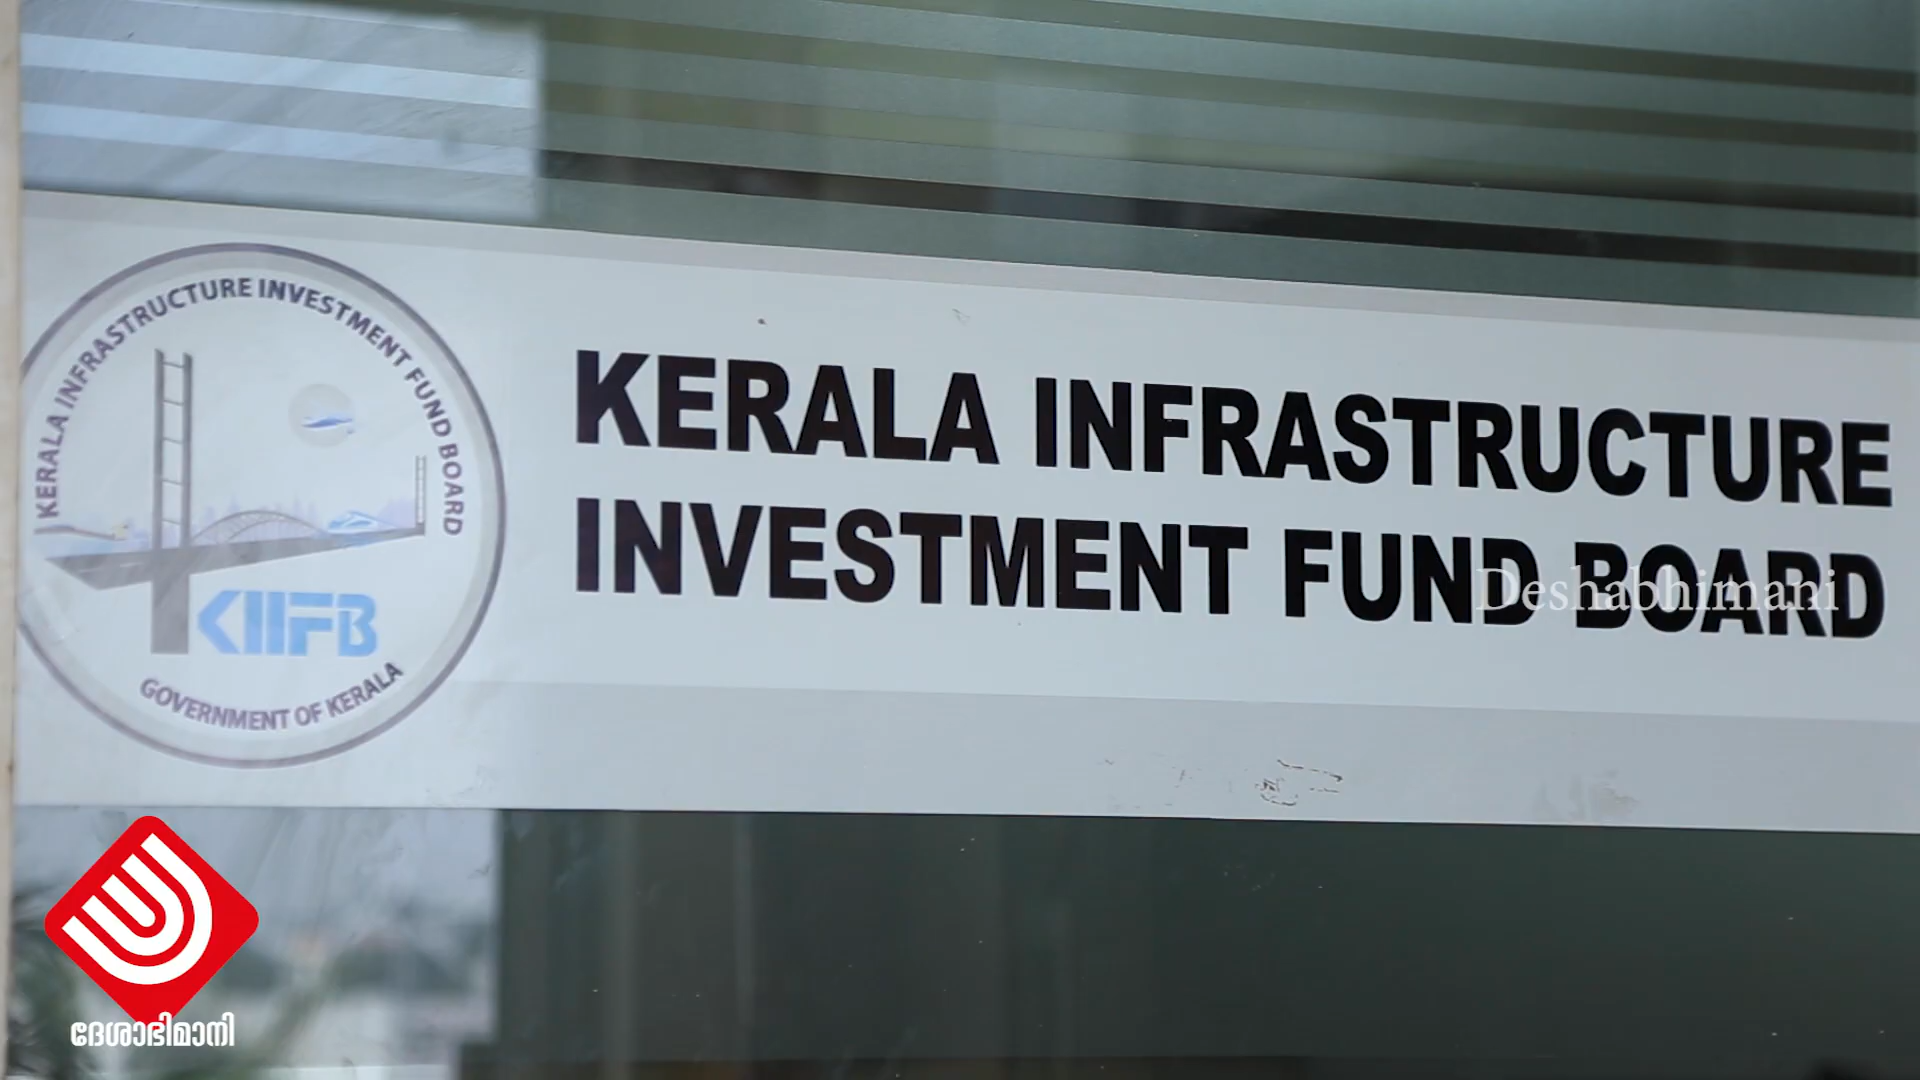 KERALA INFRASTRUCTURE INVESTMENT FUND BOARD
KIIFB
GOVERNMENT OF KERALA
KERALA INFRASTRUCTURE
INVESTMENT FUND BOARD
Deshabhimani
ദേശാഭിമാനി